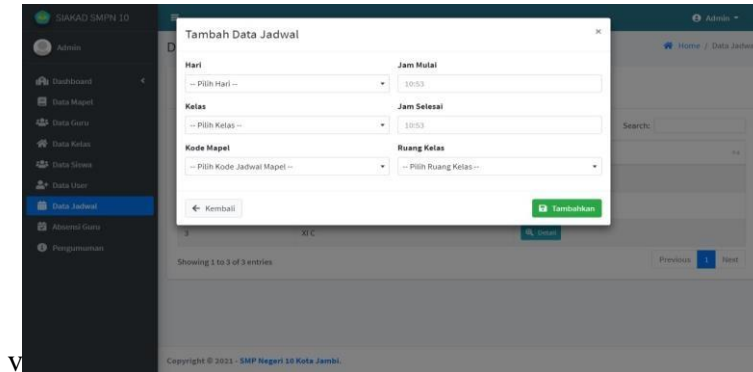 SIAKAD SMPN 10
Admin
Admin
Dashboard
Data Mapel
Data Guru
Data Kelas
Data Siswa
Data User
Data Jadwal
Absensi Guru
Pengumuman
D
Home / Data Jadwa
Tambah Data Jadwal
×
Hari
Jam Mulai
-- Pilih Hari --
10:53
Kelas
Jam Selesai
-- Pilih Kelas --
10:53
Kode Mapel
Ruang Kelas
-- Pilih Kode Jadwal Mapel --
-- Pilih Ruang Kelas --
Kembali
Tambahkan
Search:
3
XI C
Detail
Showing 1 to 3 of 3 entries
Previous 1 Next
Copyright © 2021 - SMP Negeri 10 Kota Jambi.
v